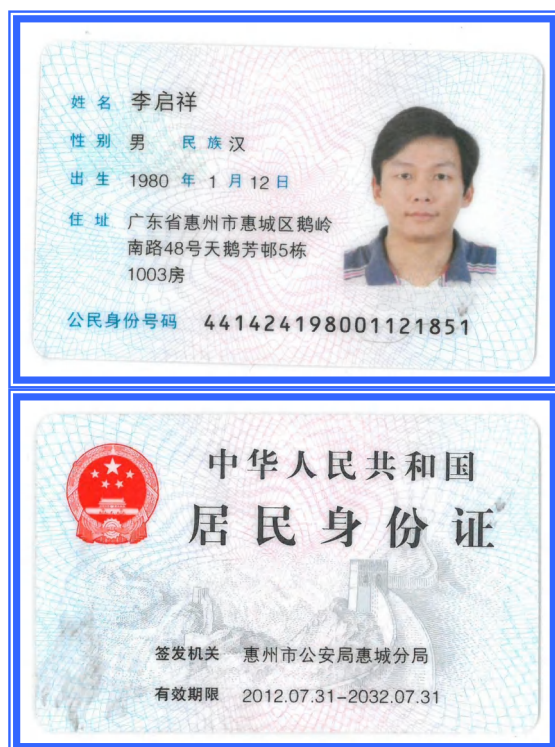 姓名 李启祥
性别 男 民族 汉
出生 1980 年 1 月 12 日
住址 广东省惠州市惠城区鹅岭
南路48号天鹅芳邨5栋
1003房
公民身份号码 441424198001121851
中华人民共和国
居民身份证
签发机关 惠州市公安局惠城分局
有效期限 2012.07.31-2032.07.31